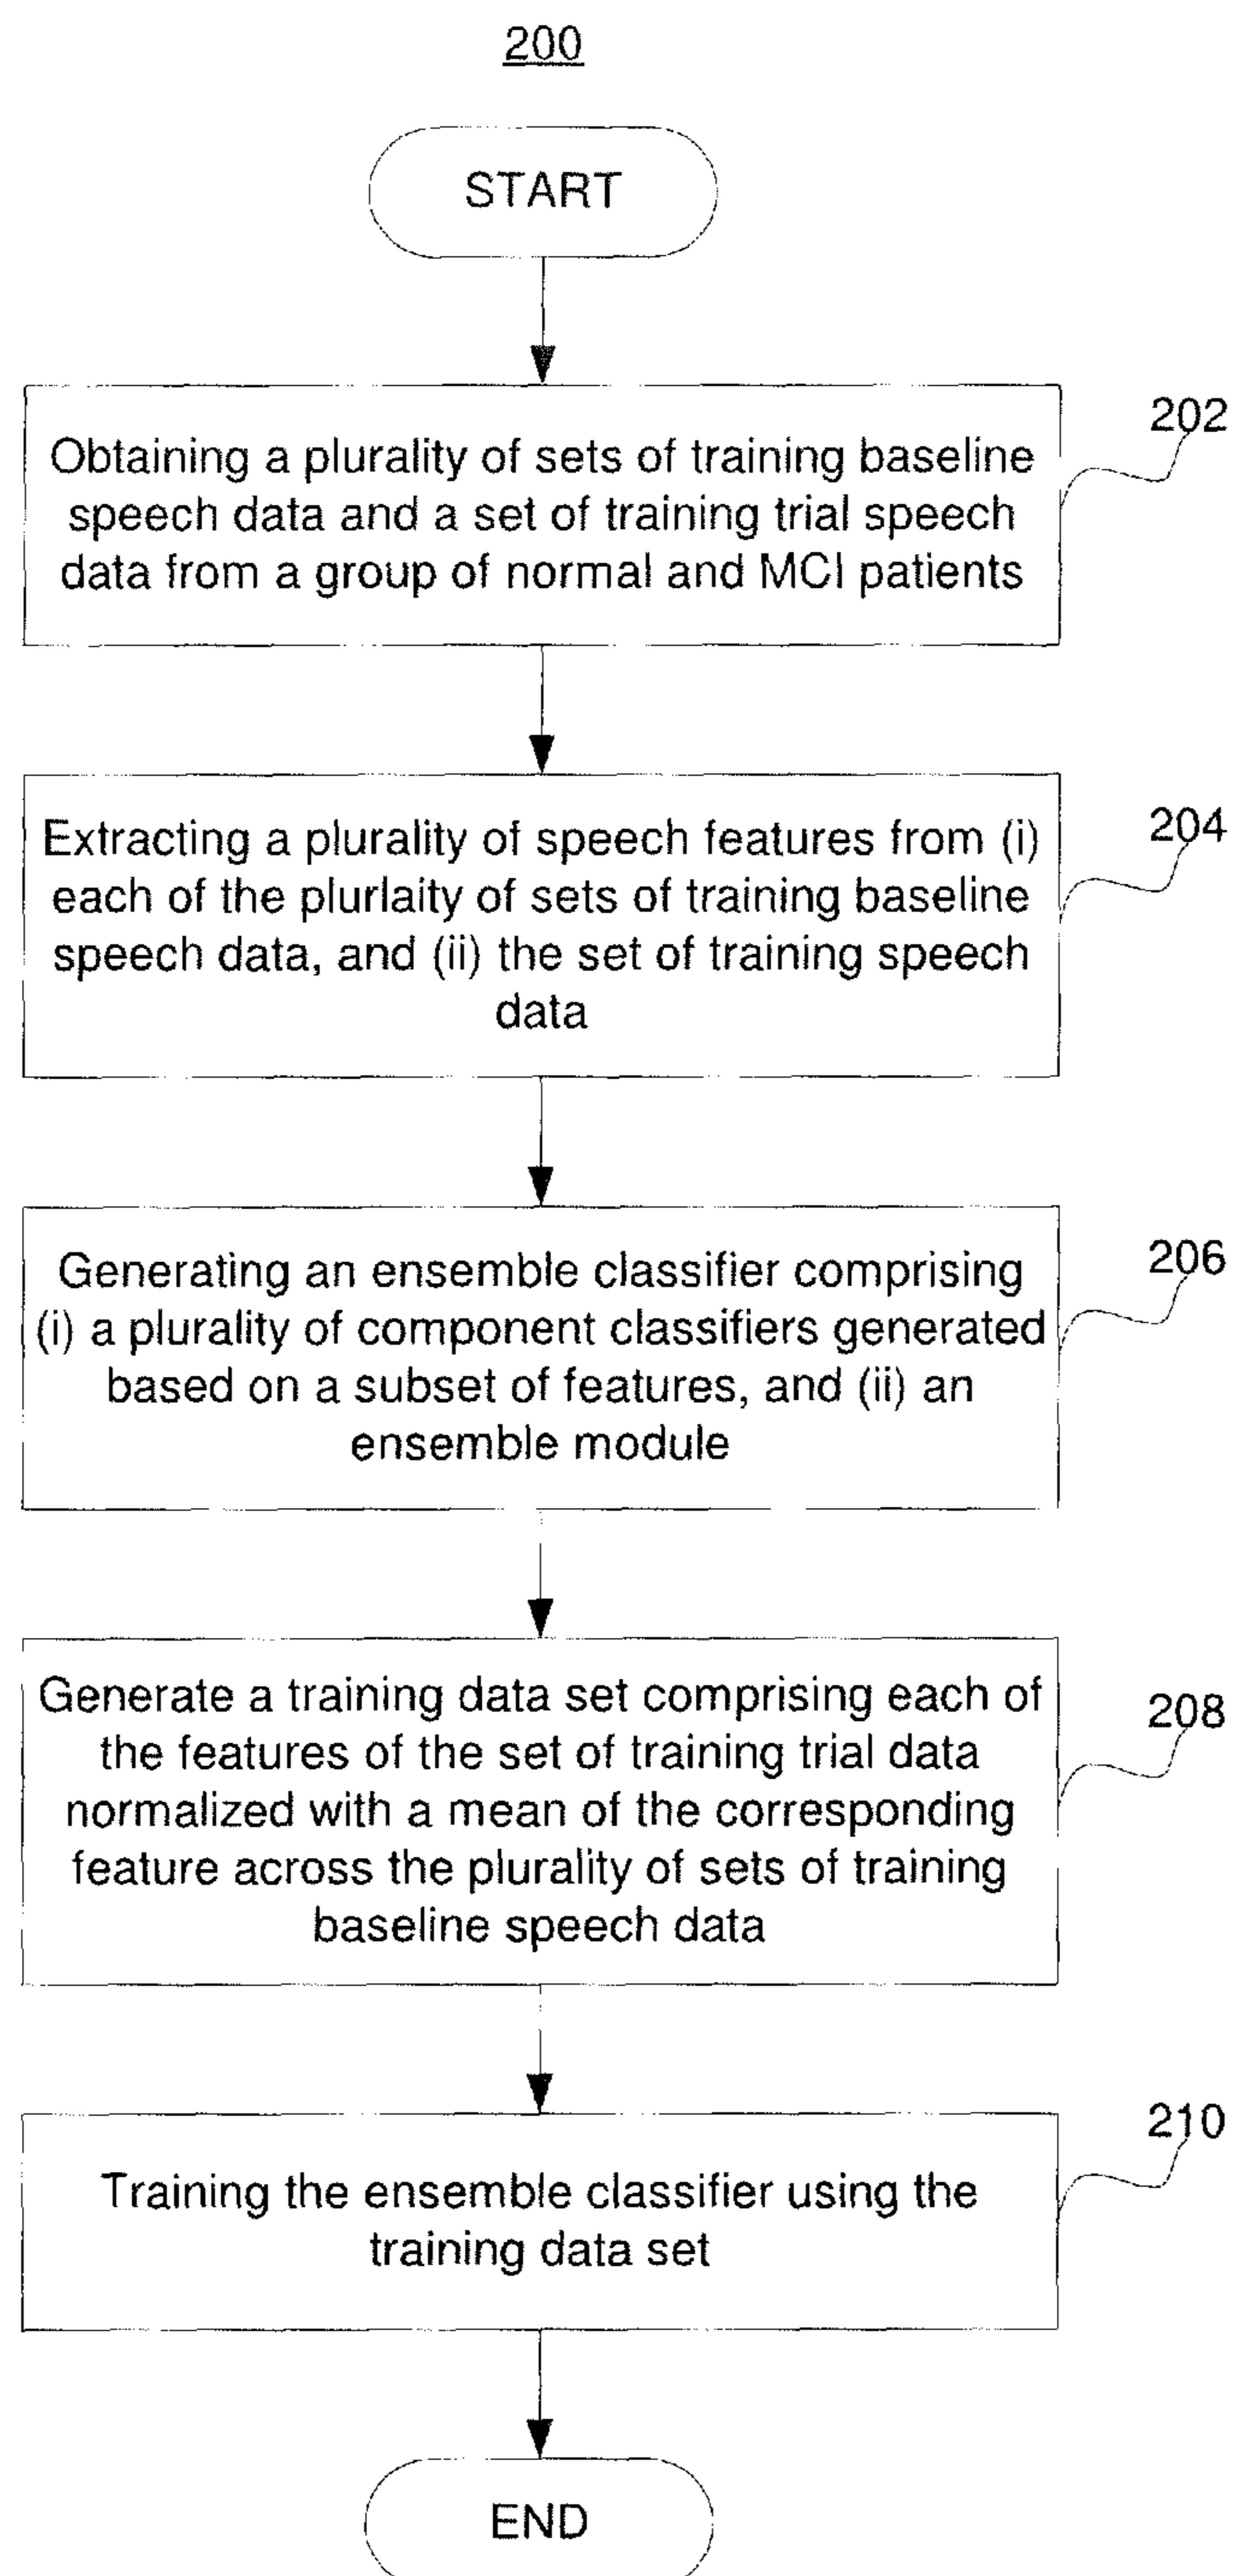 200
START
202
Obtaining a plurality of sets of training baseline
speech data and a set of training trial speech
data from a group of normal and MCI patients
204
Extracting a plurality of speech features from (i)
each of the plurlaity of sets of training baseline
speech data, and (ii) the set of training speech
data
206
Generating an ensemble classifier comprising
(i) a plurality of component classifiers generated
based on a subset of features, and (ii) an
ensemble module
208
Generate a training data set comprising each of
the features of the set of training trial data
normalized with a mean of the corresponding
feature across the plurality of sets of training
baseline speech data
210
Training the ensemble classifier using the
training data set
END